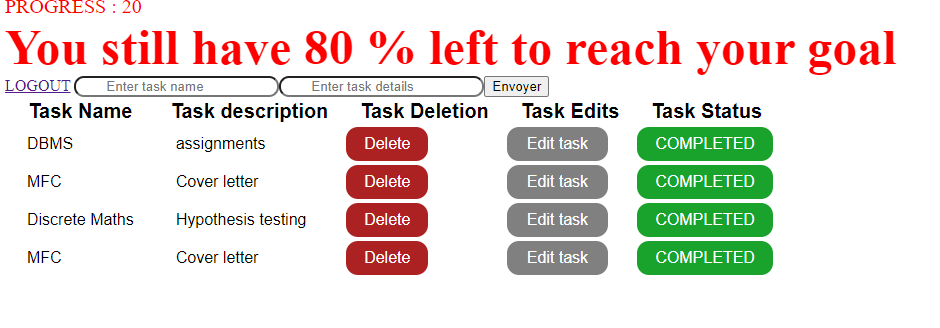 PROGRESS : 20
You still have 80 % left to reach your goal
LOGOUT Enter task name Enter task details Envoyer
Task Name Task description Task Deletion Task Edits Task Status
DBMS assignments Delete Edit task COMPLETED
MFC Cover letter Delete Edit task COMPLETED
Discrete Maths Hypothesis testing Delete Edit task COMPLETED
MFC Cover letter Delete Edit task COMPLETED